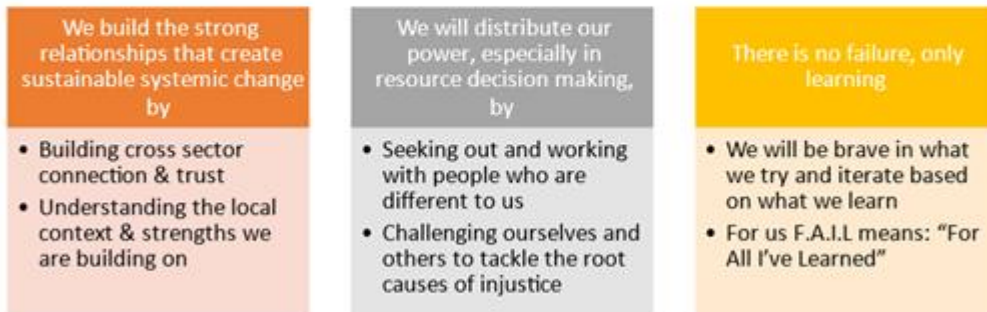 We build the strong
relationships that create
sustainable systemic change
by
• Building cross sector
connection & trust
• Understanding the local
context & strengths we
are building on
We will distribute our
power, especially in
resource decision making,
by
• Seeking out and working
with people who are
different to us
• Challenging ourselves and
others to tackle the root
causes of injustice
There is no failure, only
learning
• We will be brave in what
we try and iterate based
on what we learn
• For us F.A.I.L means: “For
All I’ve Learned”